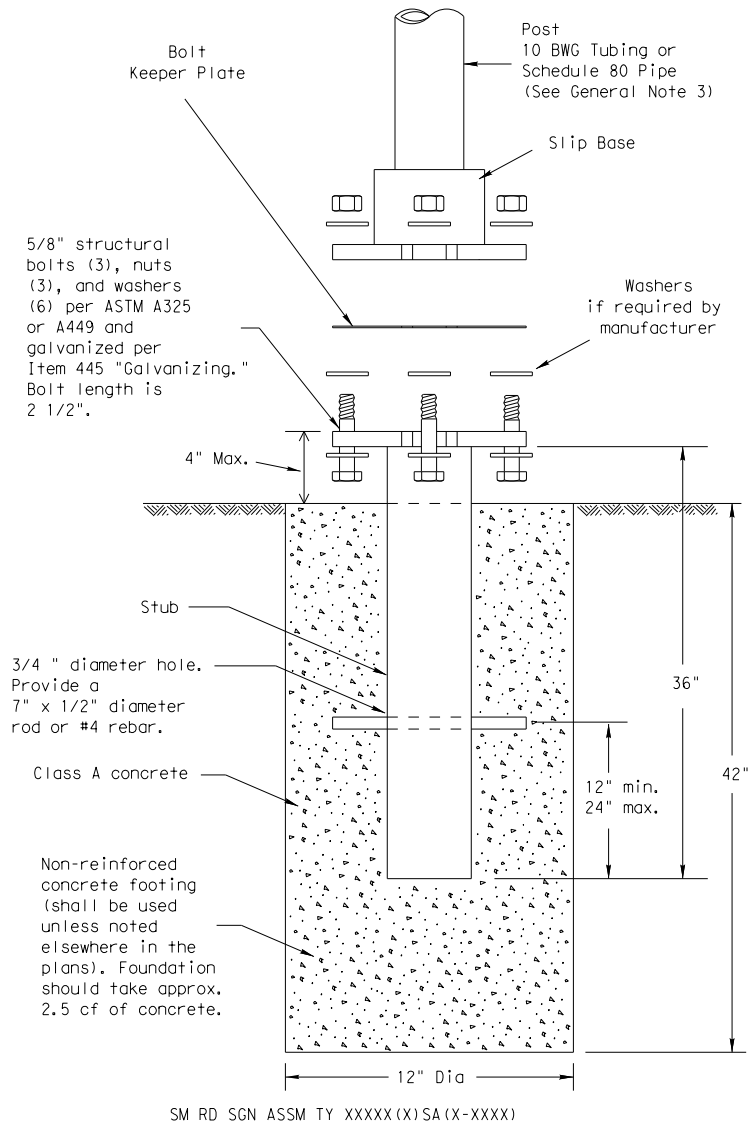 Post
10 BWG Tubing or
Schedule 80 Pipe
(See General Note 3)
Bolt
Keeper Plate
Slip Base
5/8" structural
bolts (3), nuts
(3), and washers
(6) per ASTM A325
or A449 and
galvanized per
Item 445 "Galvanizing."
Bolt length is
2 1/2".
Washers
if required by
manufacturer
4" Max.
Stub
3/4 " diameter hole.
Provide a
7" x 1/2" diameter
rod or #4 rebar.
36"
42"
12" min.
24" max.
Class A concrete
Non-reinforced
concrete footing
(shall be used
unless noted
elsewhere in the
plans). Foundation
should take approx.
2.5 cf of concrete.
12" Dia
SM RD SGN ASSM TY XXXXX(X)SA(X-XXXX)